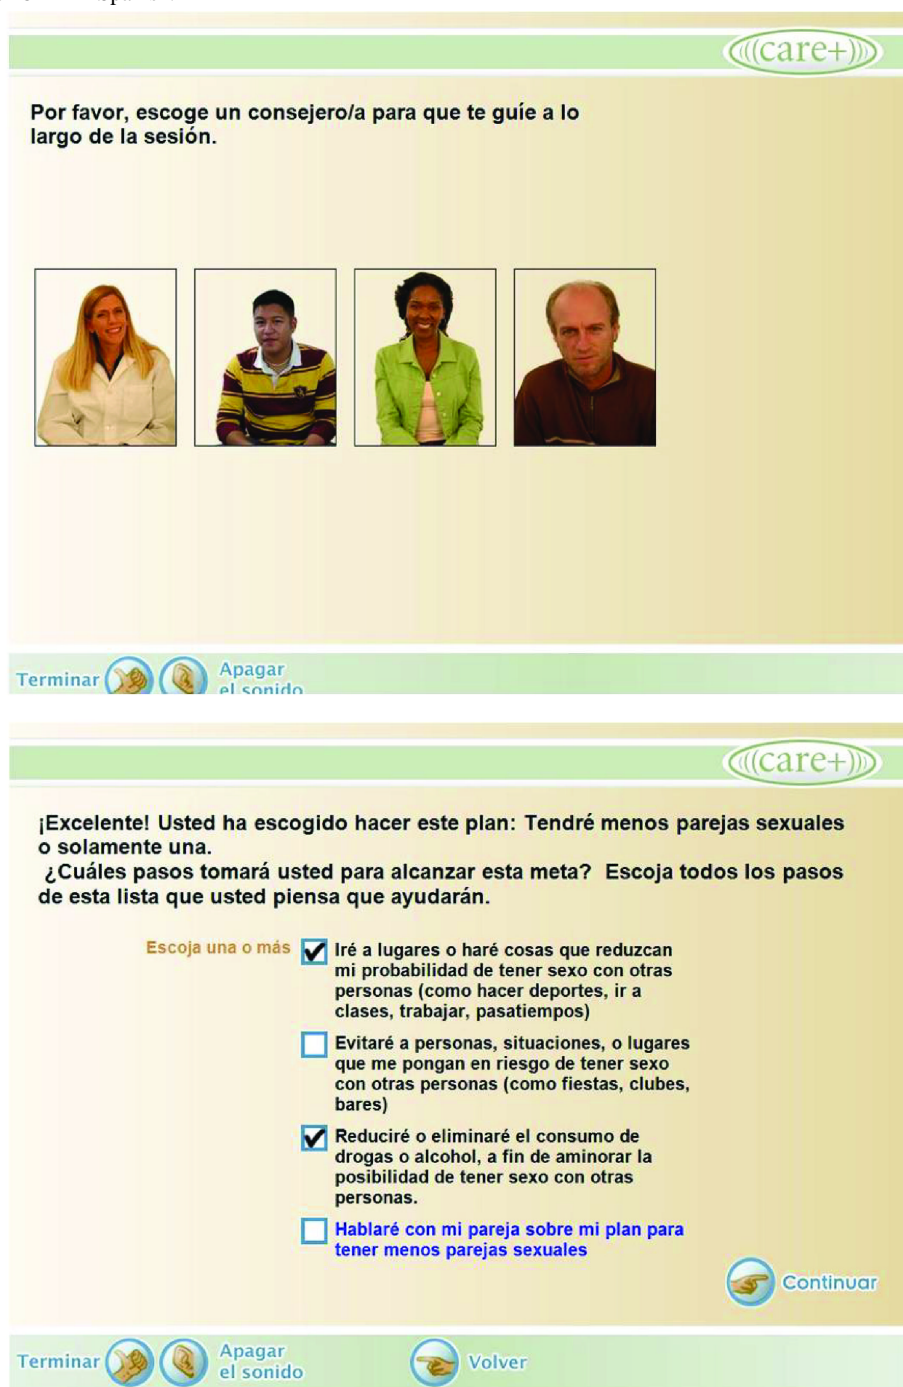 (((care+)))
Por favor, escoge un consejero/a para que te guíe a lo
largo de la sesión.
Terminar
Apagar
el sonido
(((care+)))
¡Excelente! Usted ha escogido hacer este plan: Tendré menos parejas sexuales
o solamente una.
¿Cuáles pasos tomará usted para alcanzar esta meta? Escoja todos los pasos
de esta lista que usted piensa que ayudarán.
Escoja una o más
Iré a lugares o haré cosas que reduzcan
mi probabilidad de tener sexo con otras
personas (como hacer deportes, ir a
clases, trabajar, pasatiempos)
Evitaré a personas, situaciones, o lugares
que me pongan en riesgo de tener sexo
con otras personas (como fiestas, clubes,
bares)
Reduciré o eliminaré el consumo de
drogas o alcohol, a fin de aminorar la
posibilidad de tener sexo con otras
personas.
Hablaré con mi pareja sobre mi plan para
tener menos parejas sexuales
Continuar
Terminar
Apagar
el sonido
Volver